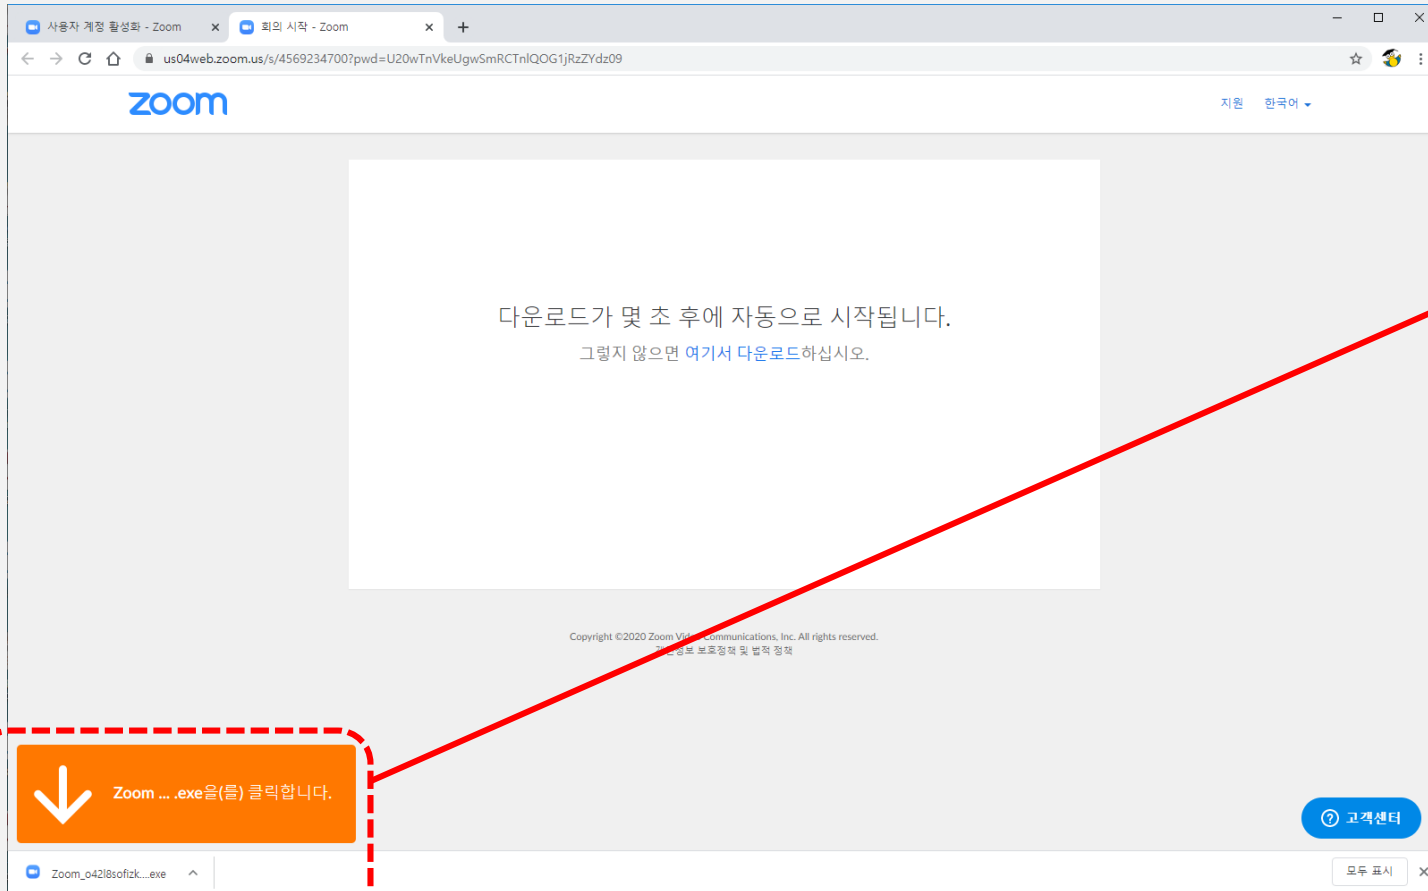 사용자 계정 활성화 - Zoom
회의 시작 - Zoom
us04web.zoom.us/s/4569234700?pwd=U20wTnVkeUgwSmRCTnlQOG1jRzZYdz09
zoom
지원 한국어
다운로드가 몇 초 후에 자동으로 시작됩니다.
그렇지 않으면 여기서 다운로드하십시오.
Copyright ©2020 Zoom Video Communications, Inc. All rights reserved.
개인정보 보호정책 및 법적 정책
Zoom ... .exe을(를) 클릭합니다.
고객센터
Zoom_o42l8sofizk....exe
모두 표시